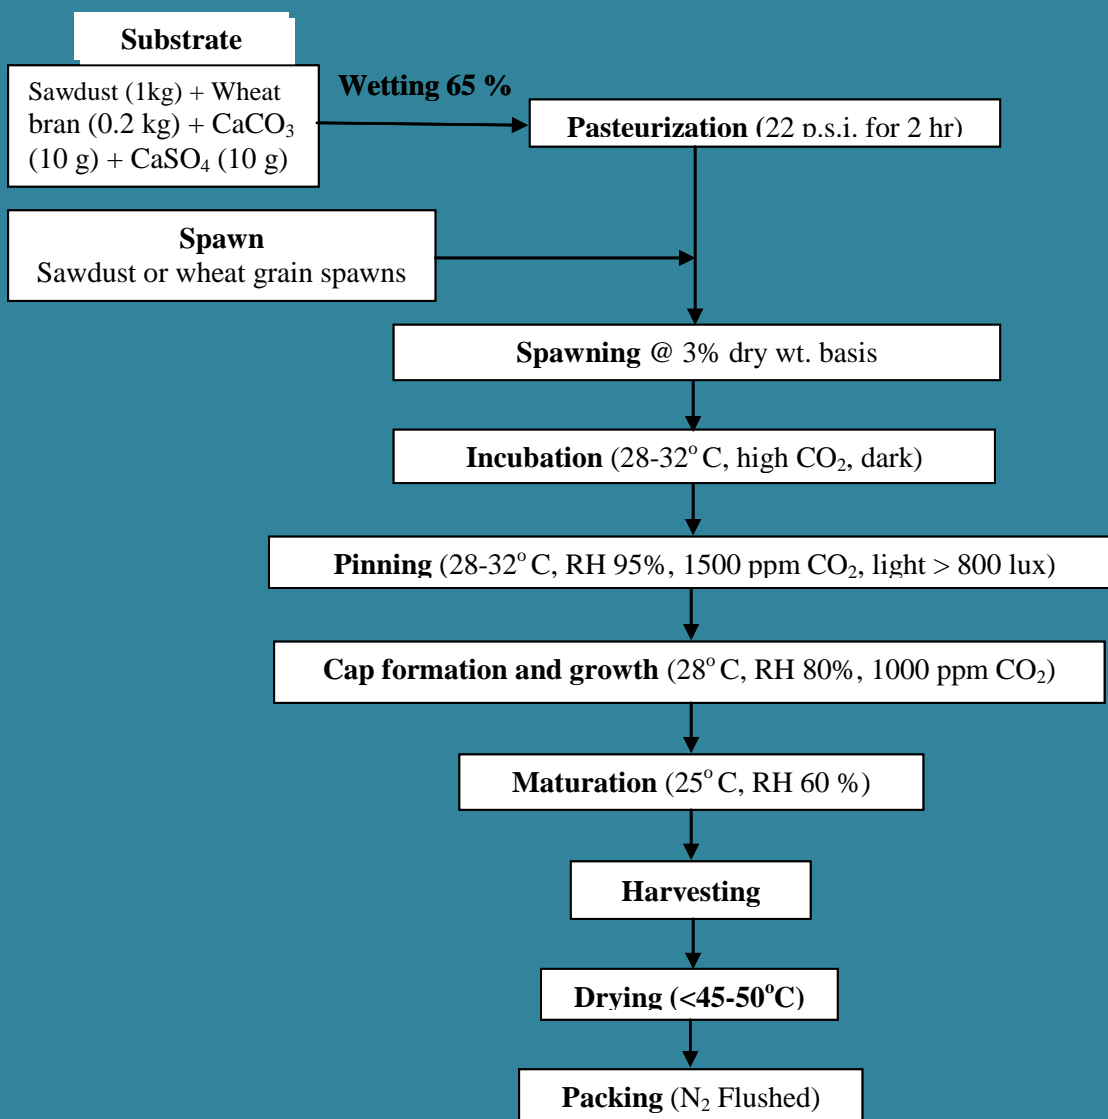 Substrate
Sawdust (1kg) + Wheat
bran (0.2 kg) + CaCO₃
(10 g) + CaSO₄ (10 g)
Wetting 65 %
Pasteurization (22 p.s.i. for 2 hr)
Spawn
Sawdust or wheat grain spawns
Spawning @ 3% dry wt. basis
Incubation (28-32° C, high CO₂, dark)
Pinning (28-32° C, RH 95%, 1500 ppm CO₂, light > 800 lux)
Cap formation and growth (28° C, RH 80%, 1000 ppm CO₂)
Maturation (25° C, RH 60 %)
Harvesting
Drying (<45-50°C)
Packing (N₂ Flushed)